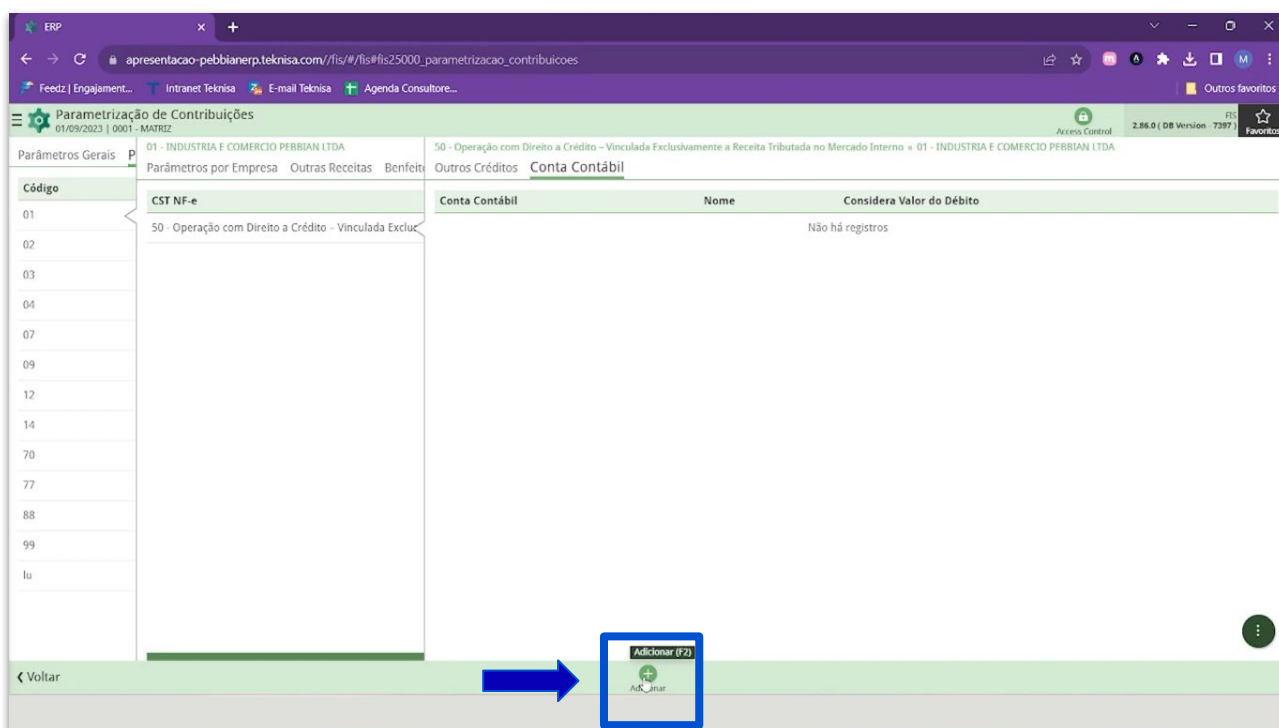 ERP
apresentacao-pebbianerp.teknisa.com//fis/#/fis#fis25000_parametrizacao_contribuicoes
M
Feedz | Engajament...
Intranet Teknisa
E-mail Teknisa
Agenda Consultore...
Outros favoritos
Parametrização de Contribuições
01/09/2023 | 0001 - MATRIZ
Access Control
FIS
2.86.0 ( DB Version - 7397 )
Favoritos
Parâmetros Gerais
P
01 - INDUSTRIA E COMERCIO PEBBIAN LTDA
Parâmetros por Empresa
Outras Receitas
Benfeit
50 - Operação com Direito a Crédito – Vinculada Exclusivamente a Receita Tributada no Mercado Interno « 01 - INDUSTRIA E COMERCIO PEBBIAN LTDA
Outros Créditos
Conta Contábil
Código
CST NF-e
Conta Contábil
Nome
Considera Valor do Débito
01
50 - Operação com Direito a Crédito – Vinculada Exclus
Não há registros
02
03
04
07
09
12
14
70
77
88
99
lu
Adicionar (F2)
Voltar
Adicionar